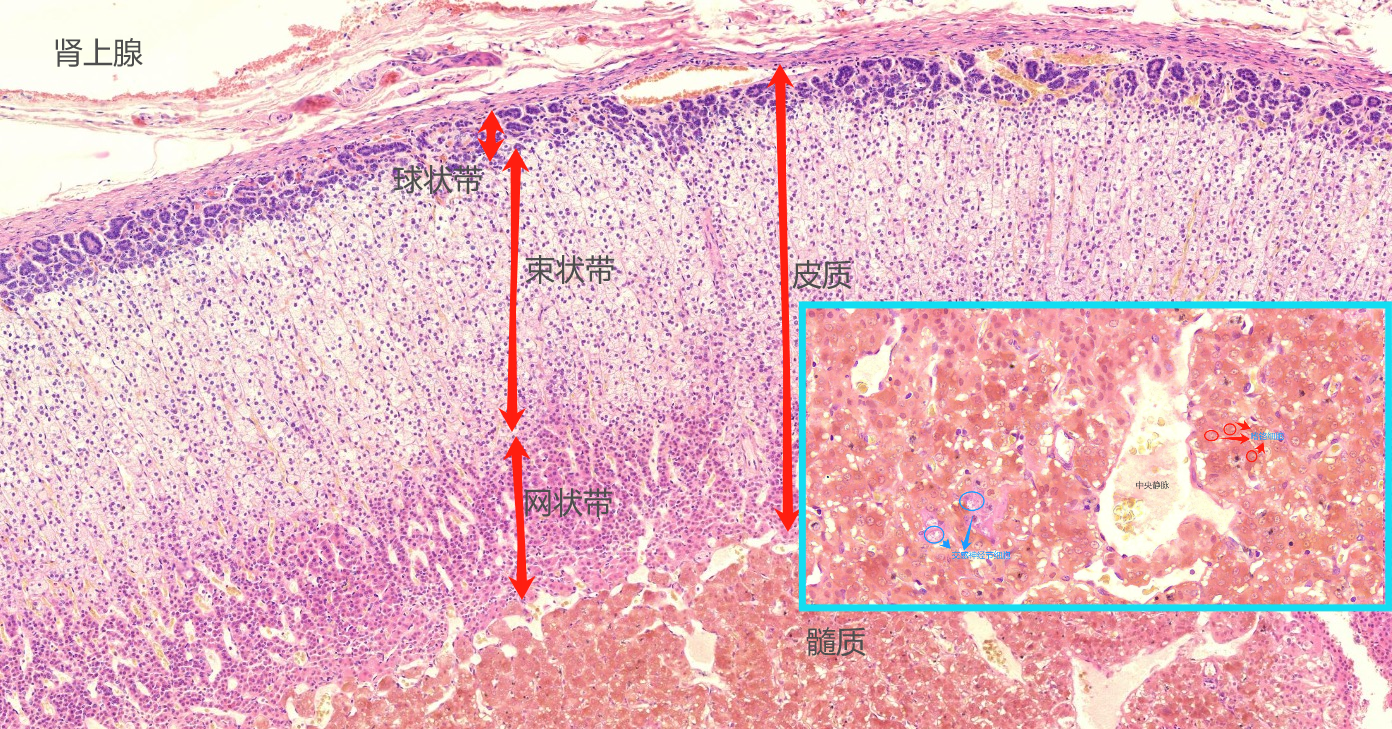 肾上腺
球状带
束状带
皮质
网状带
中央静脉
交感神经节细胞
髓质